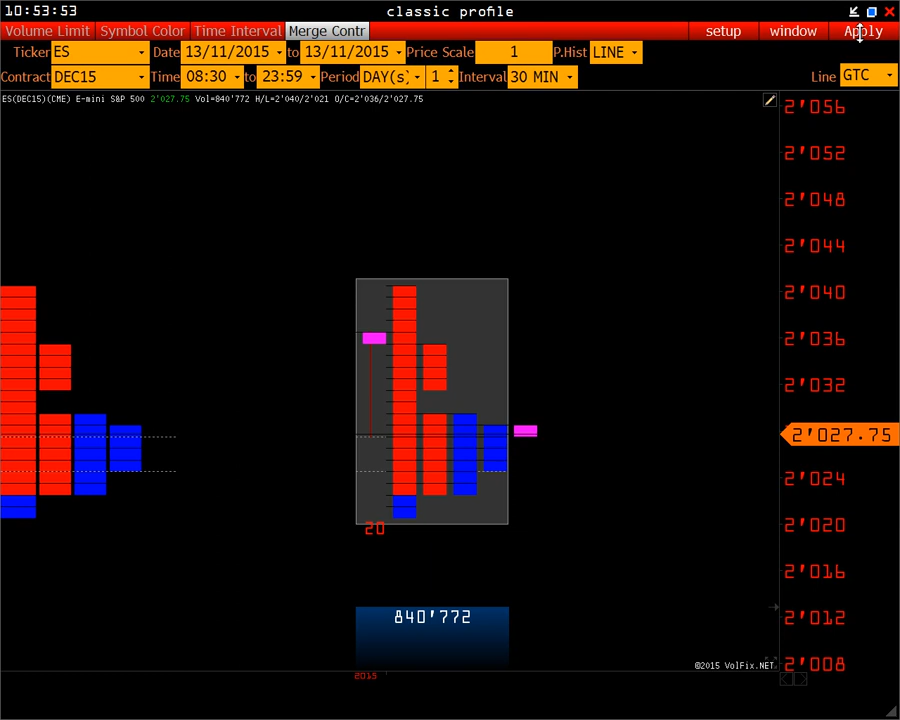 10:53:53 classic profile
Volume Limit Symbol Color Time Interval Merge Contr setup window Apply
Ticker ES Date 13/11/2015 to 13/11/2015 Price Scale 1 P.Hist LINE
Contract DEC15 Time 08:30 to 23:59 Period DAY(s) 1 Interval 30 MIN Line GTC
ES(DEC15)(CME) E-mini S&P 500 2'027.75 Vol=840'772 H/L=2'040/2'021 O/C=2'036/2'027.75
2'056
2'052
2'048
2'044
2'040
2'036
2'032
2'027.75
2'024
2'020
20
2'016
2'012
840'772
2'008
©2015 VolFix.NET
2015